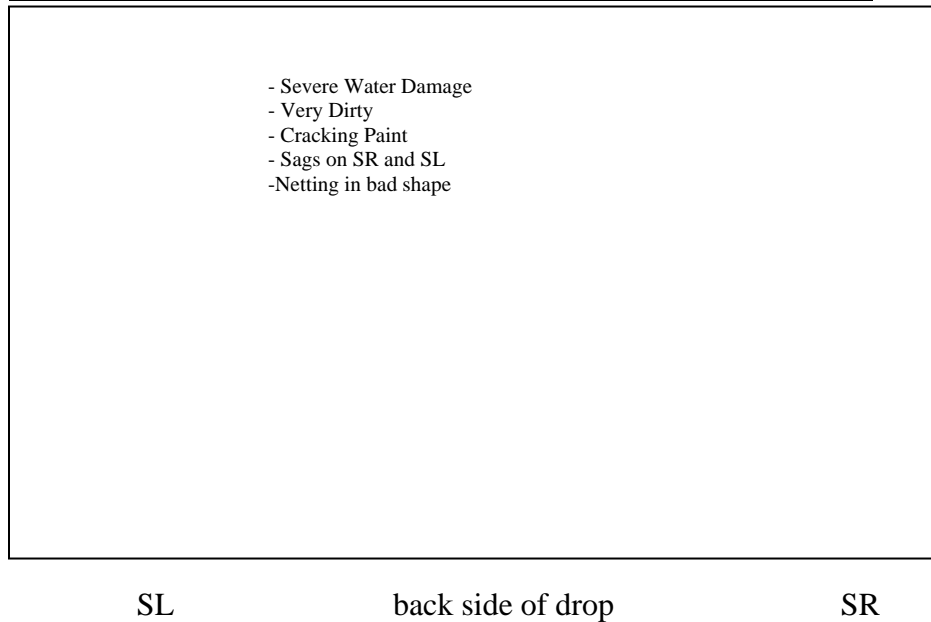 - Severe Water Damage
- Very Dirty
- Cracking Paint
- Sags on SR and SL
-Netting in bad shape
SL back side of drop SR